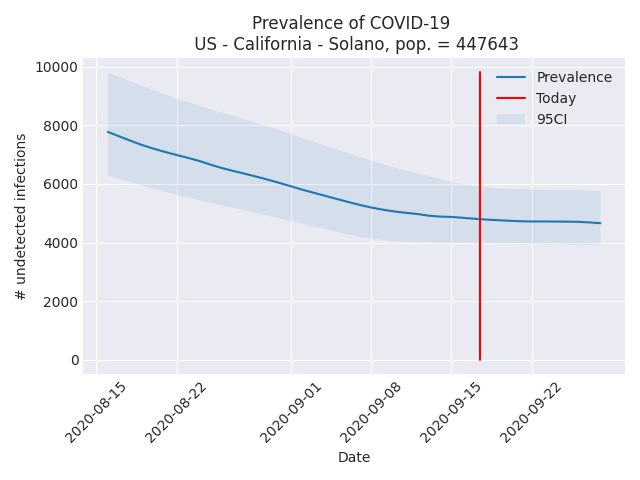 Prevalence of COVID-19
US - California - Solano, pop. = 447643
# undetected infections
10000
8000
6000
4000
2000
0
Prevalence
Today
95CI
2020-08-15
2020-08-22
2020-09-01
2020-09-08
2020-09-15
2020-09-22
Date